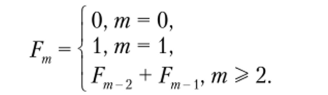 0, m = 0,
F_m = { 1, m = 1,
F_{m-2} + F_{m-1}, m ⩾ 2.